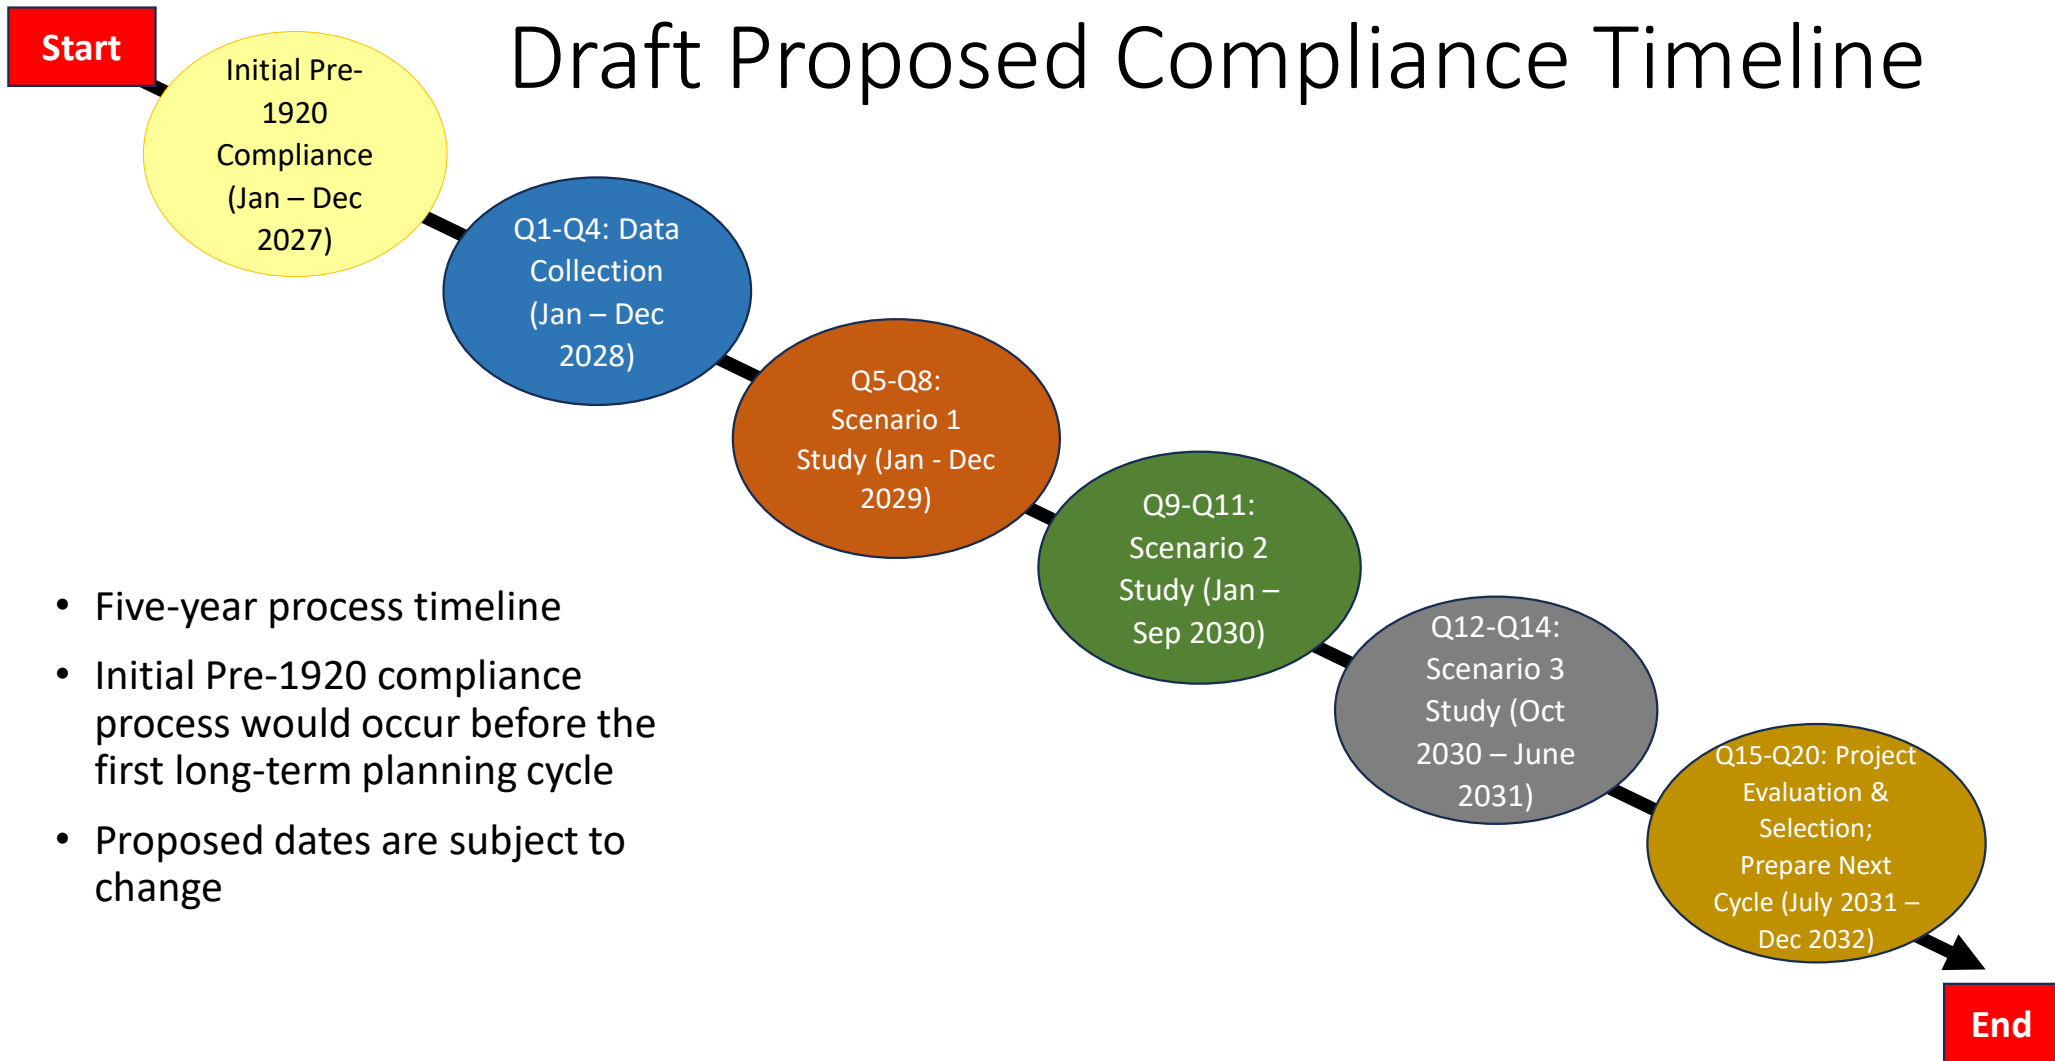 Start
Draft Proposed Compliance Timeline
Initial Pre-
1920
Compliance
(Jan – Dec
2027)
Q1-Q4: Data
Collection
(Jan – Dec
2028)
Q5-Q8:
Scenario 1
Study (Jan - Dec
2029)
Q9-Q11:
Scenario 2
Study (Jan –
Sep 2030)
Q12-Q14:
Scenario 3
Study (Oct
2030 – June
2031)
Q15-Q20: Project
Evaluation &
Selection;
Prepare Next
Cycle (July 2031 –
Dec 2032)
End
• Five-year process timeline
• Initial Pre-1920 compliance
process would occur before the
first long-term planning cycle
• Proposed dates are subject to
change